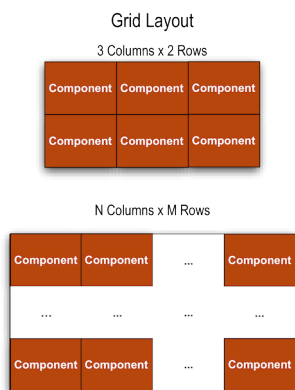 Grid Layout
3 Columns x 2 Rows
Component Component Component
Component Component Component
N Columns x M Rows
Component Component ... Component
... ... ... ...
Component Component ... Component